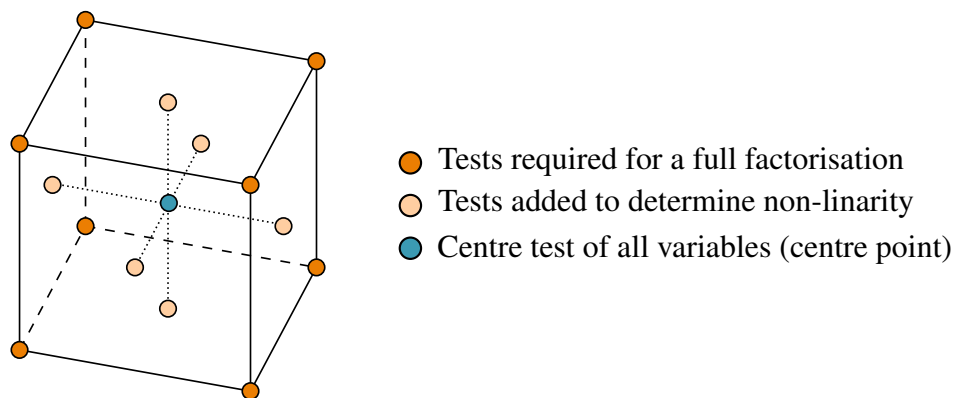 Tests required for a full factorisation
Tests added to determine non-linarity
Centre test of all variables (centre point)